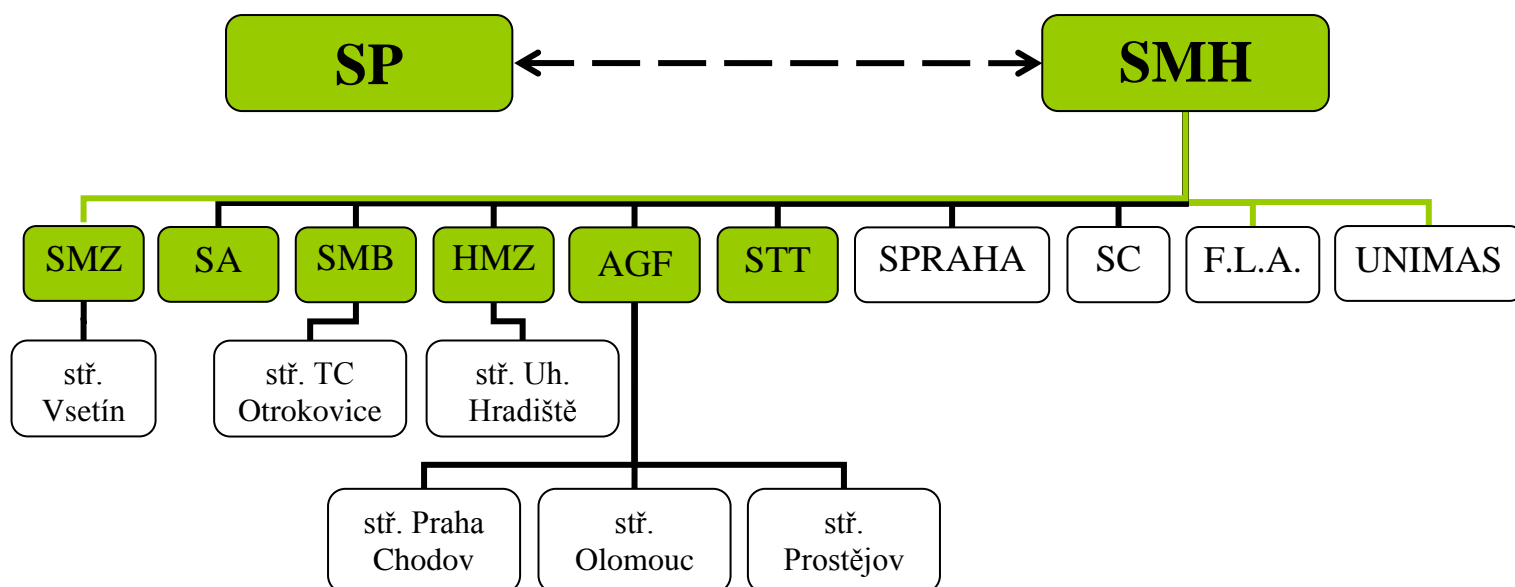 SP
SMH
SMZ
SA
SMB
HMZ
AGF
STT
SPRAHA
SC
F.L.A.
UNIMAS
stř.
Vsetín
stř. TC
Otrokovice
stř. Uh.
Hradiště
stř. Praha
Chodov
stř.
Olomouc
stř.
Prostějov